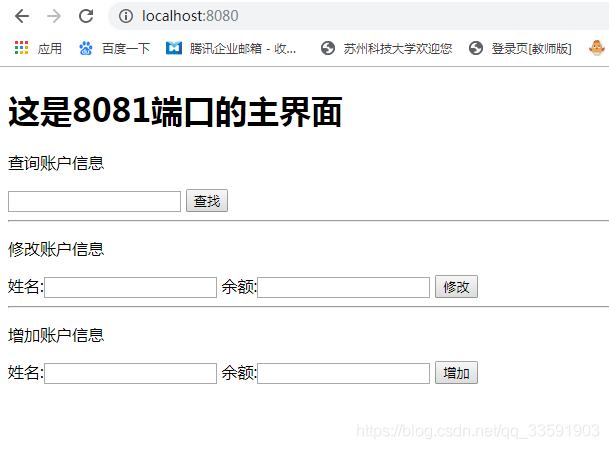 localhost:8080
应用 百度一下 腾讯企业邮箱 - 收... 苏州科技大学欢迎您 登录页[教师版]
这是8081端口的主界面
查询账户信息
查找
修改账户信息
姓名: 余额: 修改
增加账户信息
姓名: 余额: 增加
https://blog.csdn.net/qq_33591903